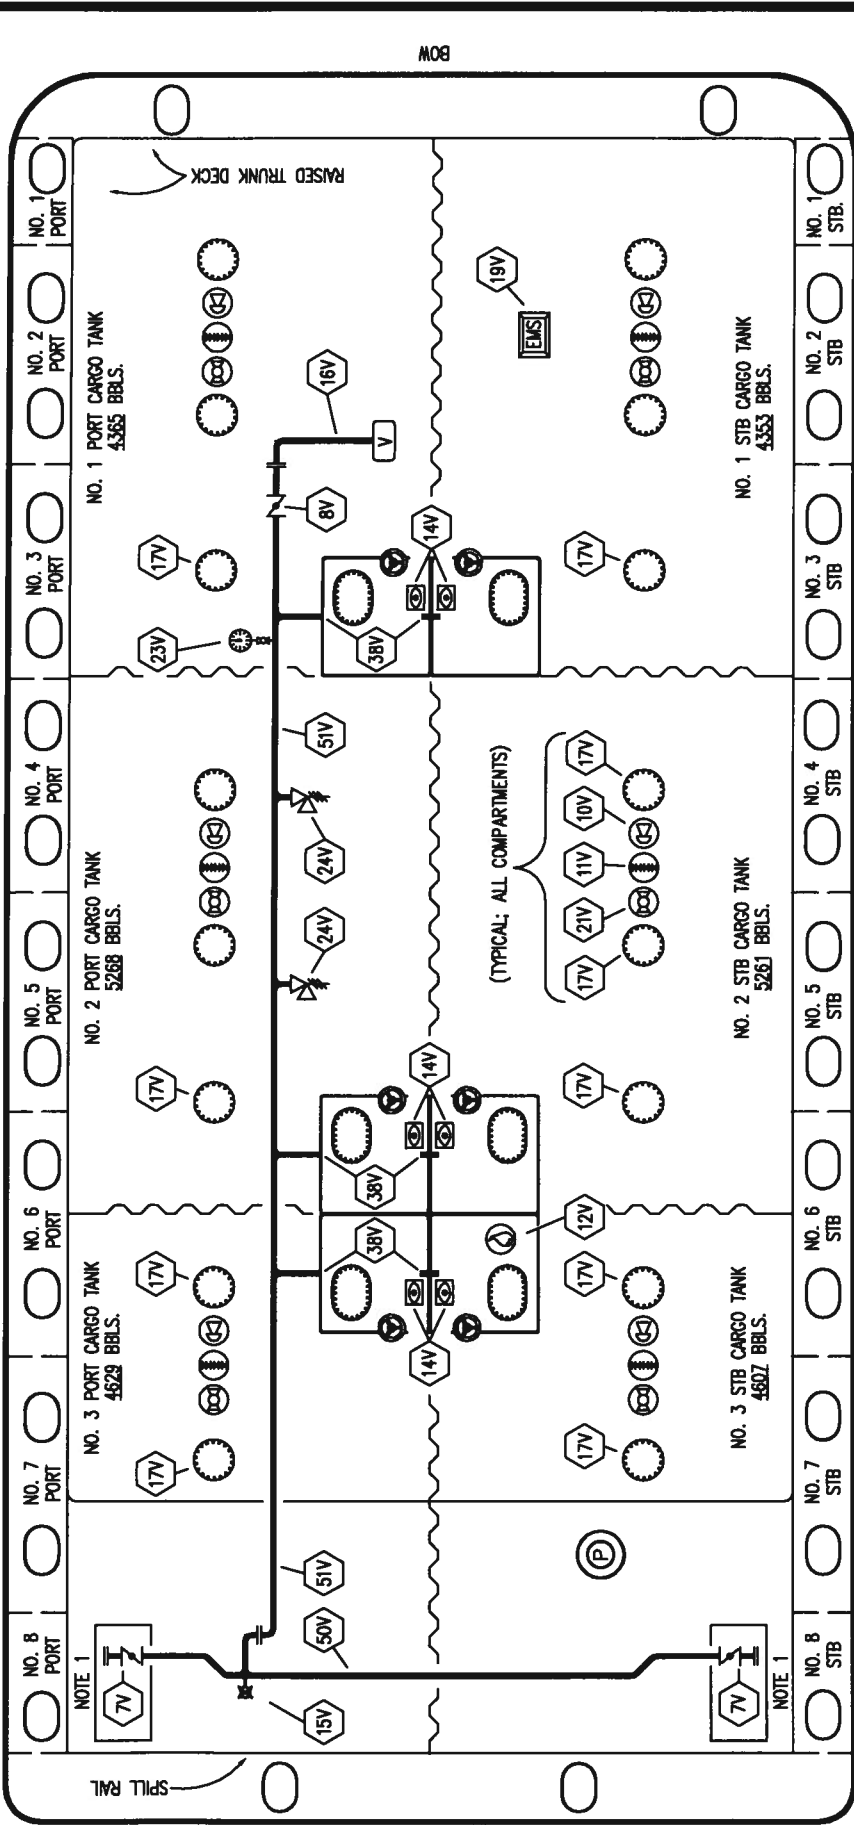 BOW
RAISED TRUNK DECK
NO. 1
PORT
NO. 2
PORT
NO. 3
PORT
NO. 4
PORT
NO. 5
PORT
NO. 6
PORT
NO. 7
PORT
NO. 8
PORT
NO. 1 PORT CARGO TANK
4365 BBLS.
17V
23V
16V
8V
V
14V
38V
19V
EMS
NO. 1 STB CARGO TANK
4353 BBLS.
17V
NO. 2 PORT CARGO TANK
5268 BBLS.
17V
51V
24V
24V
14V
38V
(TYPICAL; ALL COMPARTMENTS)
17V
10V
11V
21V
17V
17V
NO. 2 STB CARGO TANK
5261 BBLS.
NO. 3 PORT CARGO TANK
4629 BBLS.
17V
17V
38V
14V
12V
17V
17V
NO. 3 STB CARGO TANK
4607 BBLS.
51V
50V
15V
P
NOTE 1
7V
NOTE 1
7V
SPILL RAIL
NO. 1
STB.
NO. 2
STB
NO. 3
STB
NO. 4
STB
NO. 5
STB
NO. 6
STB
NO. 7
STB
NO. 8
STB